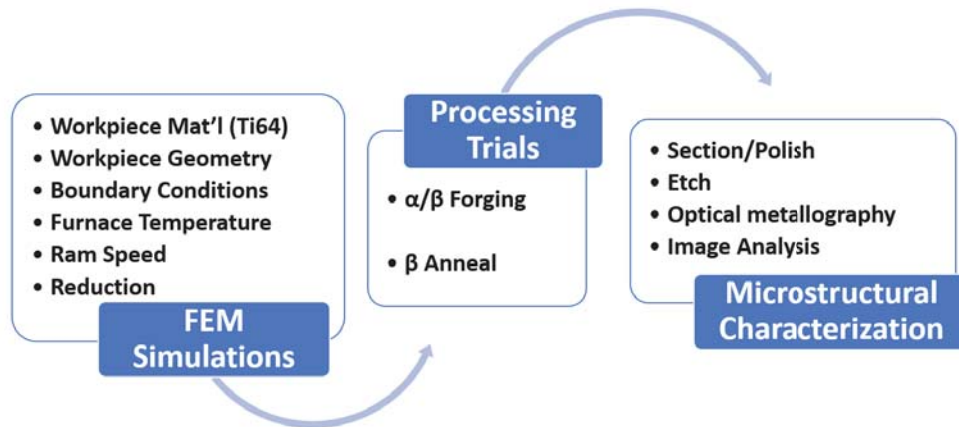 • Workpiece Mat'l (Ti64)
• Workpiece Geometry
• Boundary Conditions
• Furnace Temperature
• Ram Speed
• Reduction
FEM
Simulations
Processing
Trials
• α/β Forging
• β Anneal
• Section/Polish
• Etch
• Optical metallography
• Image Analysis
Microstructural
Characterization